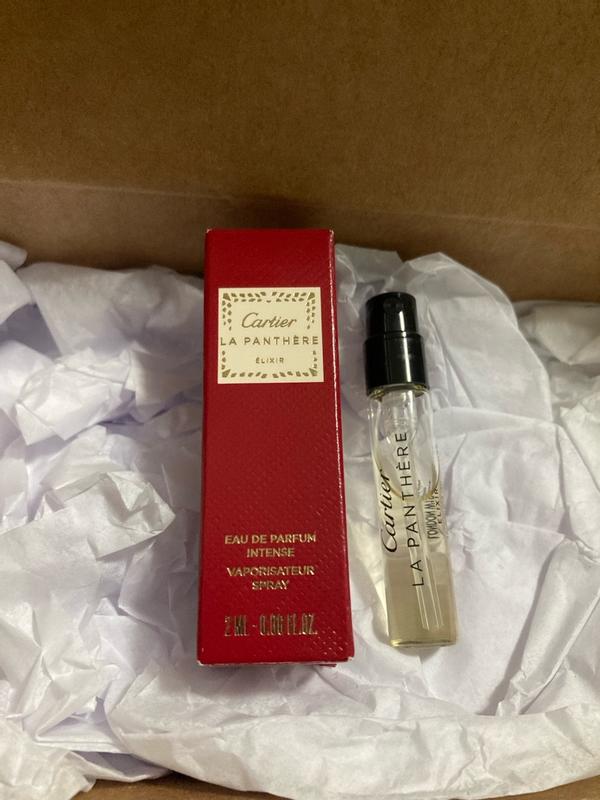 Cartier
LA PANTHÈRE
ÉLIXIR
EAU DE PARFUM
INTENSE
VAPORISATEUR
SPRAY
2 ML - 0.06 FL.OZ.
Cartier
LA PANTHÈRE
ÉLIXIR